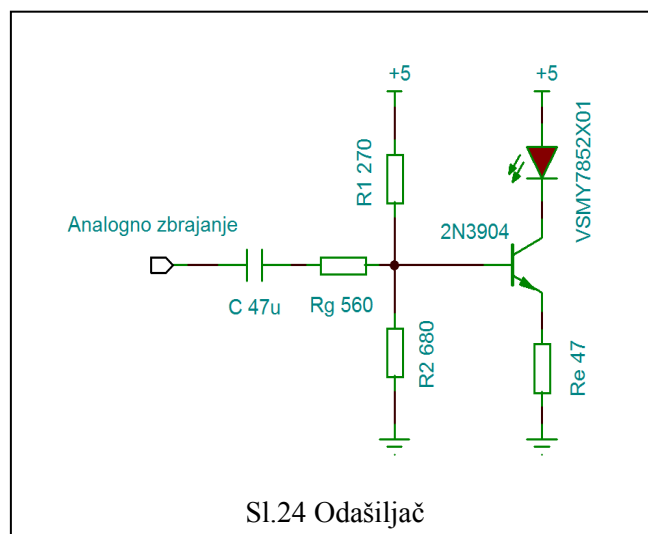 +5
+5
R1 270
VSMY7852X01
Analogno zbrajanje
2N3904
C 47u
Rg 560
R2 680
Re 47
Sl.24 Odašiljač